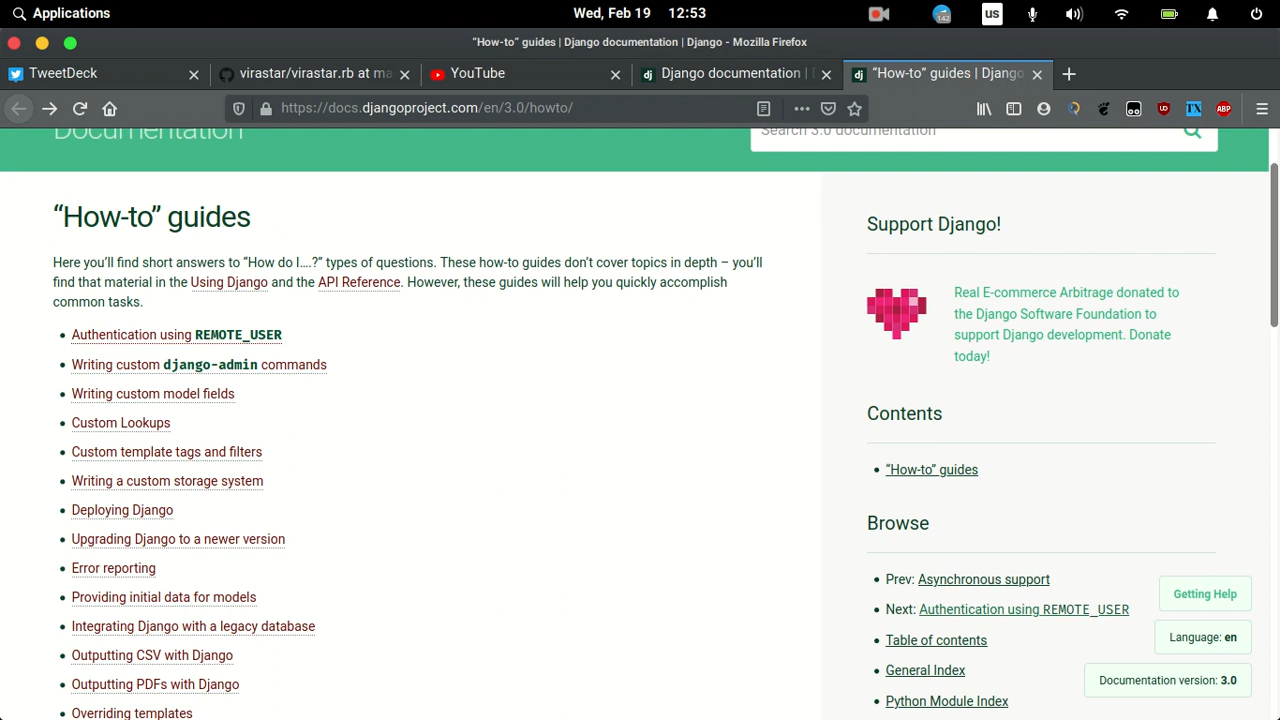 Applications
Wed, Feb 19 12:53
142
us
"How-to" guides | Django documentation | Django - Mozilla Firefox
TweetDeck
virastar/virastar.rb at ma
YouTube
Django documentation |
"How-to" guides | Django
https://docs.djangoproject.com/en/3.0/howto/
TX
ABP
Documentation
Search 3.0 documentation
“How-to” guides
Here you’ll find short answers to “How do I….?” types of questions. These how-to guides don’t cover topics in depth – you’ll
find that material in the Using Django and the API Reference. However, these guides will help you quickly accomplish
common tasks.
Authentication using REMOTE_USER
Writing custom django-admin commands
Writing custom model fields
Custom Lookups
Custom template tags and filters
Writing a custom storage system
Deploying Django
Upgrading Django to a newer version
Error reporting
Providing initial data for models
Integrating Django with a legacy database
Outputting CSV with Django
Outputting PDFs with Django
Overriding templates
Support Django!
Real E-commerce Arbitrage donated to
the Django Software Foundation to
support Django development. Donate
today!
Contents
“How-to” guides
Browse
Prev: Asynchronous support
Next: Authentication using REMOTE_USER
Table of contents
General Index
Python Module Index
Getting Help
Language: en
Documentation version: 3.0